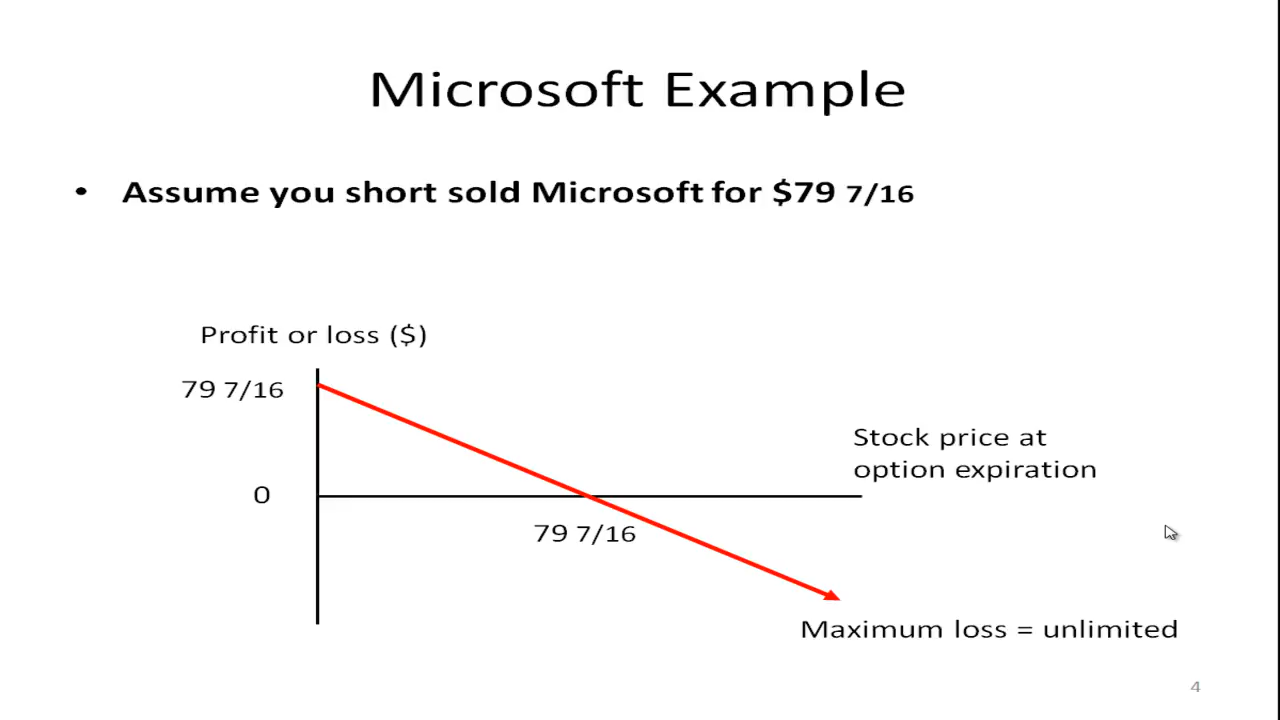 Microsoft Example
• Assume you short sold Microsoft for $79 7/16
Profit or loss ($)
79 7/16
Stock price at
option expiration
0
79 7/16
Maximum loss = unlimited
4